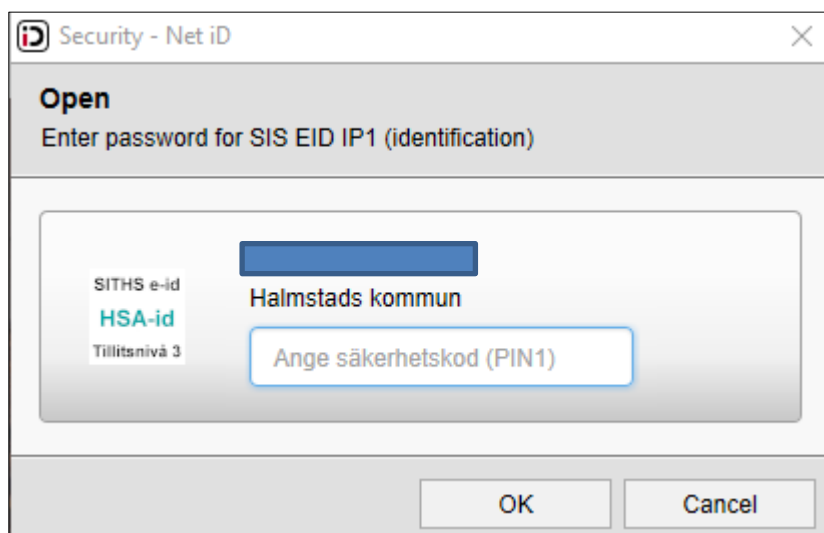 Security - Net iD
Open
Enter password for SIS EID IP1 (identification)
SITHS e-id
HSA-id
Tillitsnivå 3
Halmstads kommun
Ange säkerhetskod (PIN1)
OK
Cancel